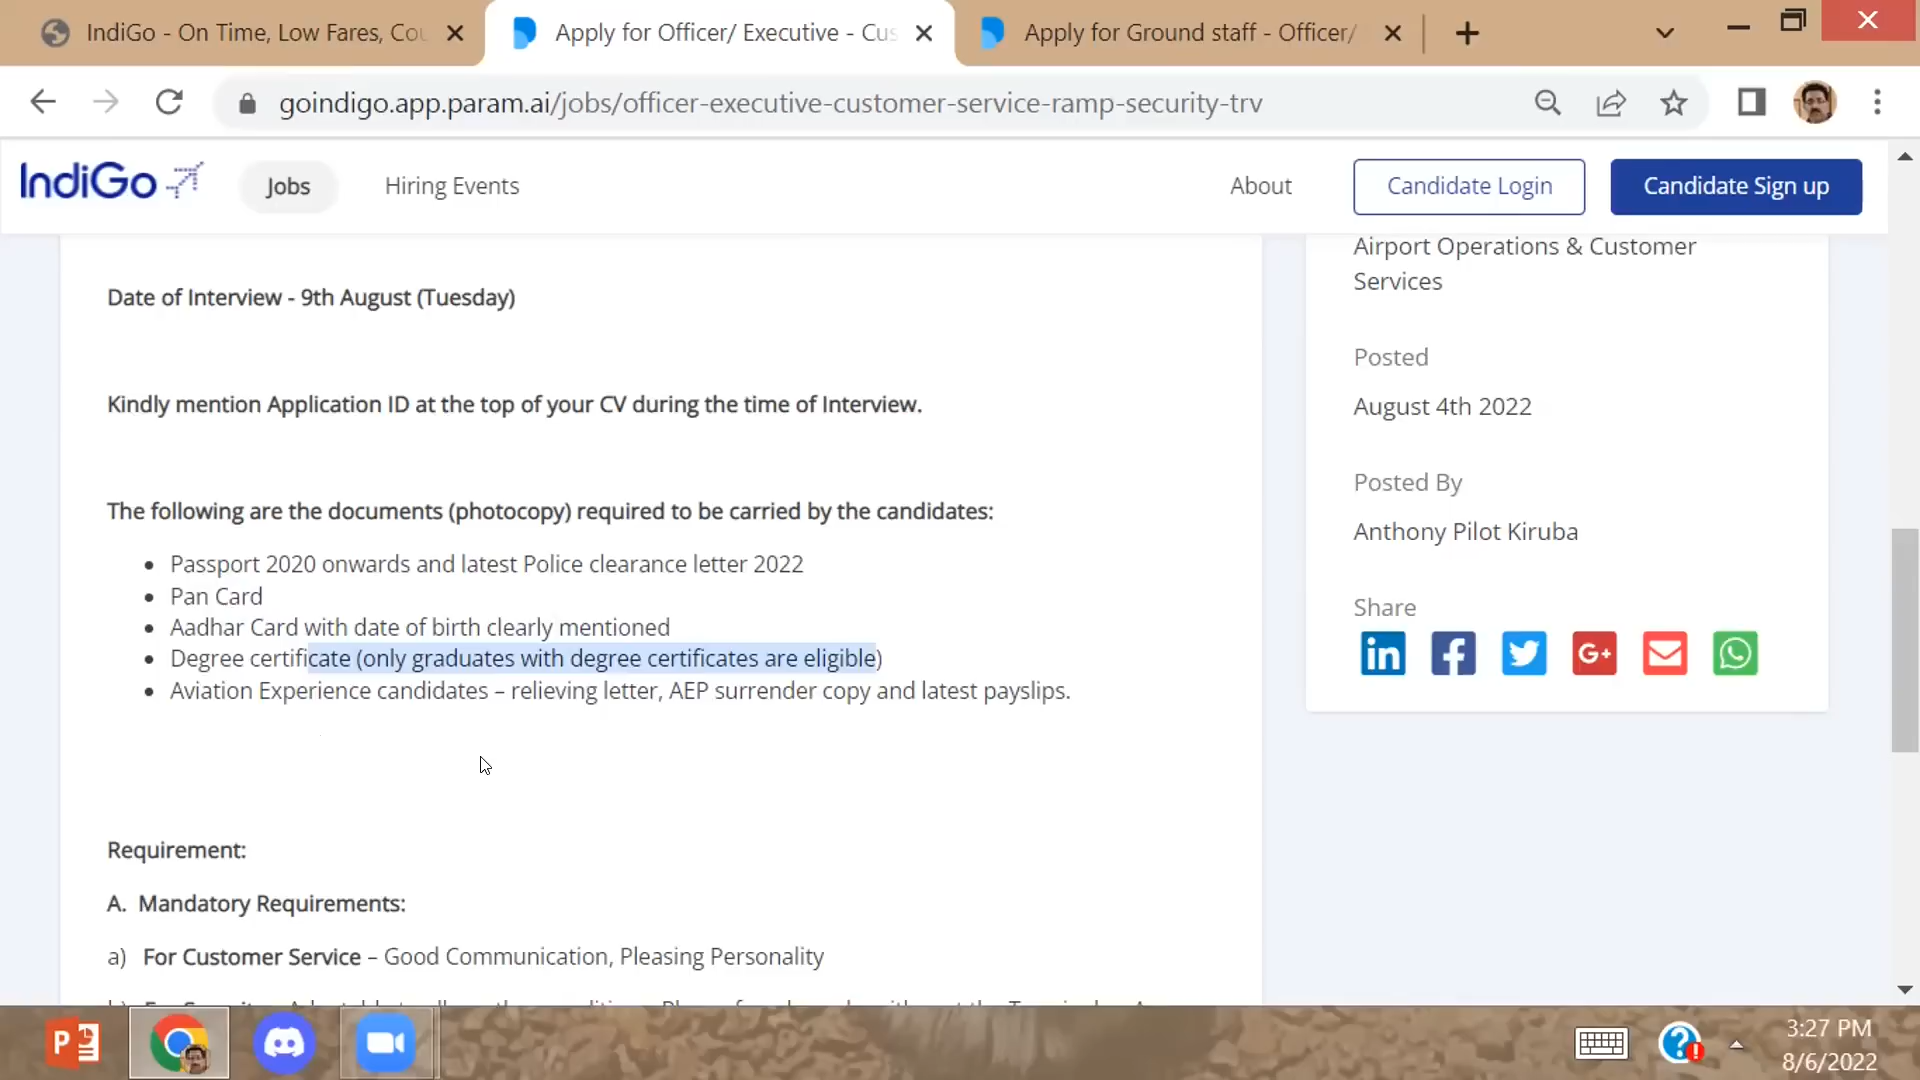 IndiGo - On Time, Low Fares, Cou
Apply for Officer/ Executive - Cus
Apply for Ground staff - Officer/
goindigo.app.param.ai/jobs/officer-executive-customer-service-ramp-security-trv
IndiGo
Jobs
Hiring Events
About
Candidate Login
Candidate Sign up
Date of Interview - 9th August (Tuesday)
Kindly mention Application ID at the top of your CV during the time of Interview.
The following are the documents (photocopy) required to be carried by the candidates:
• Passport 2020 onwards and latest Police clearance letter 2022
• Pan Card
• Aadhar Card with date of birth clearly mentioned
• Degree certificate (only graduates with degree certificates are eligible)
• Aviation Experience candidates – relieving letter, AEP surrender copy and latest payslips.
Requirement:
A. Mandatory Requirements:
a) For Customer Service – Good Communication, Pleasing Personality
Airport Operations & Customer
Services
Posted
August 4th 2022
Posted By
Anthony Pilot Kiruba
Share
in
f
G+
P
?
3:27 PM
8/6/2022